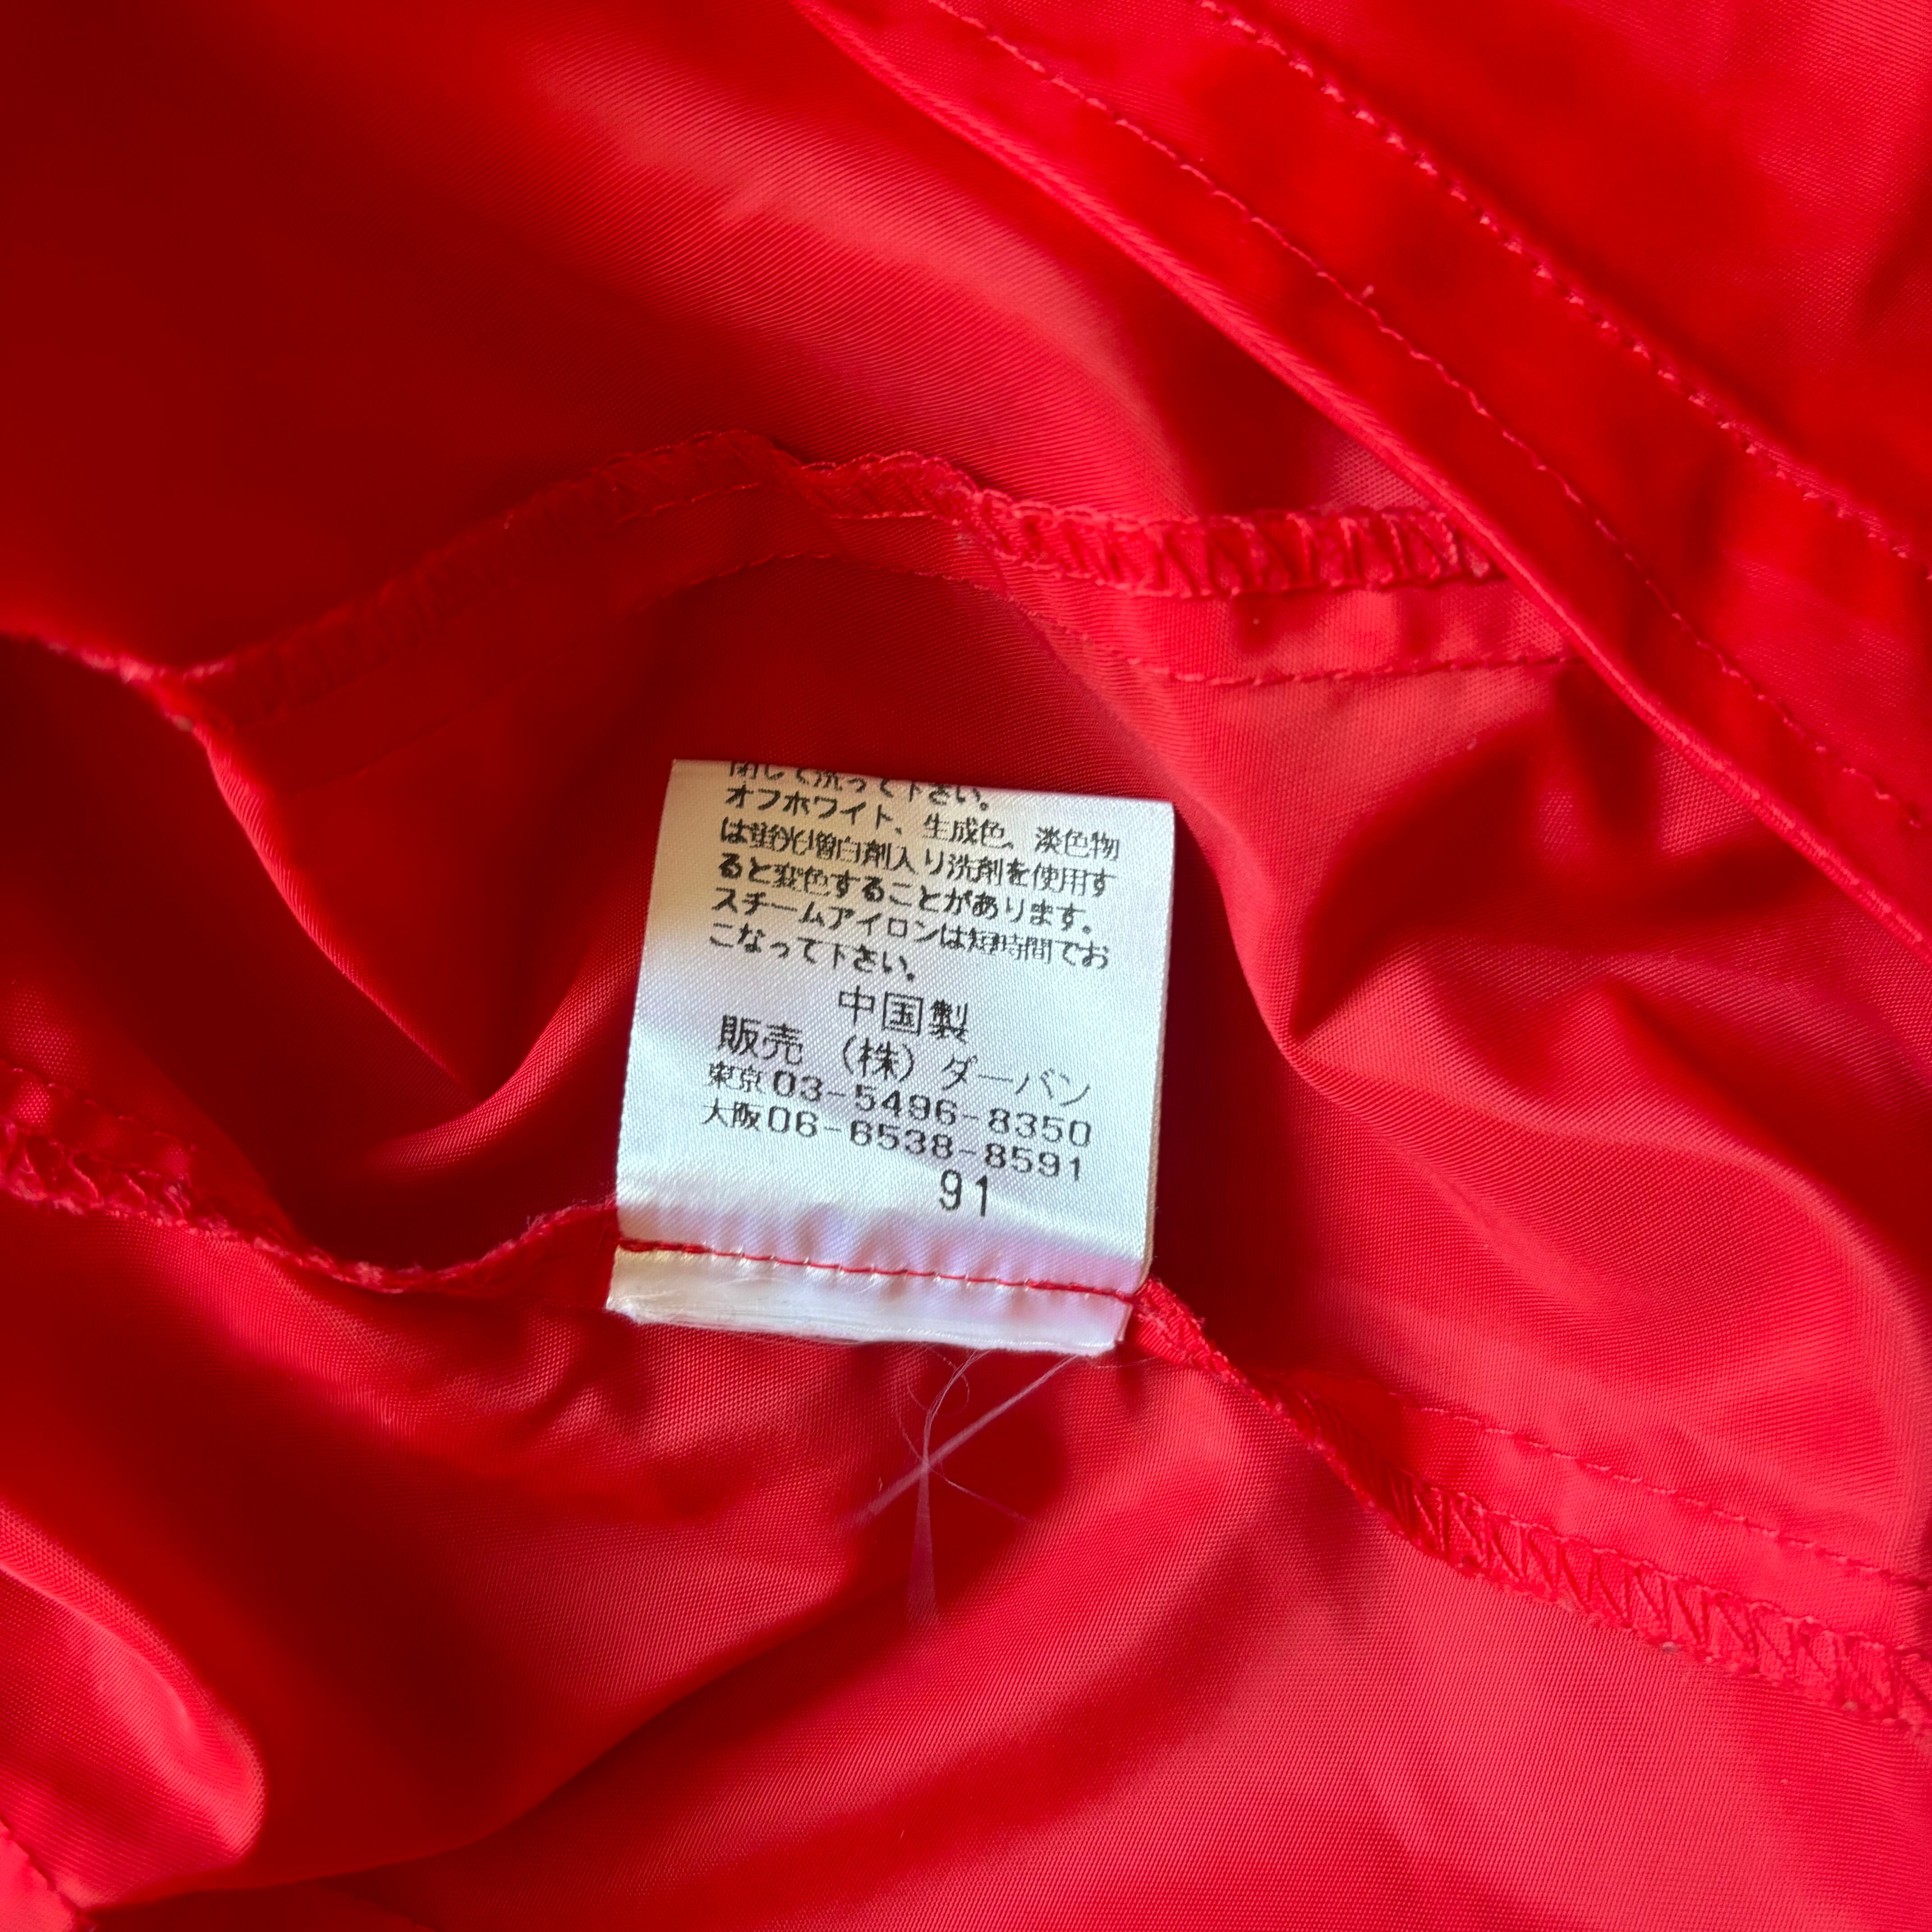 閉じて洗って下さい。
オフホワイト、生成色、淡色物
は蛍光増白剤入り洗剤を使用す
ると変色することがあります。
スチームアイロンは短時間でお
こなって下さい。
中国製
販売 (株) ダーバン
東京03-5496-8350
大阪06-6538-8591
91